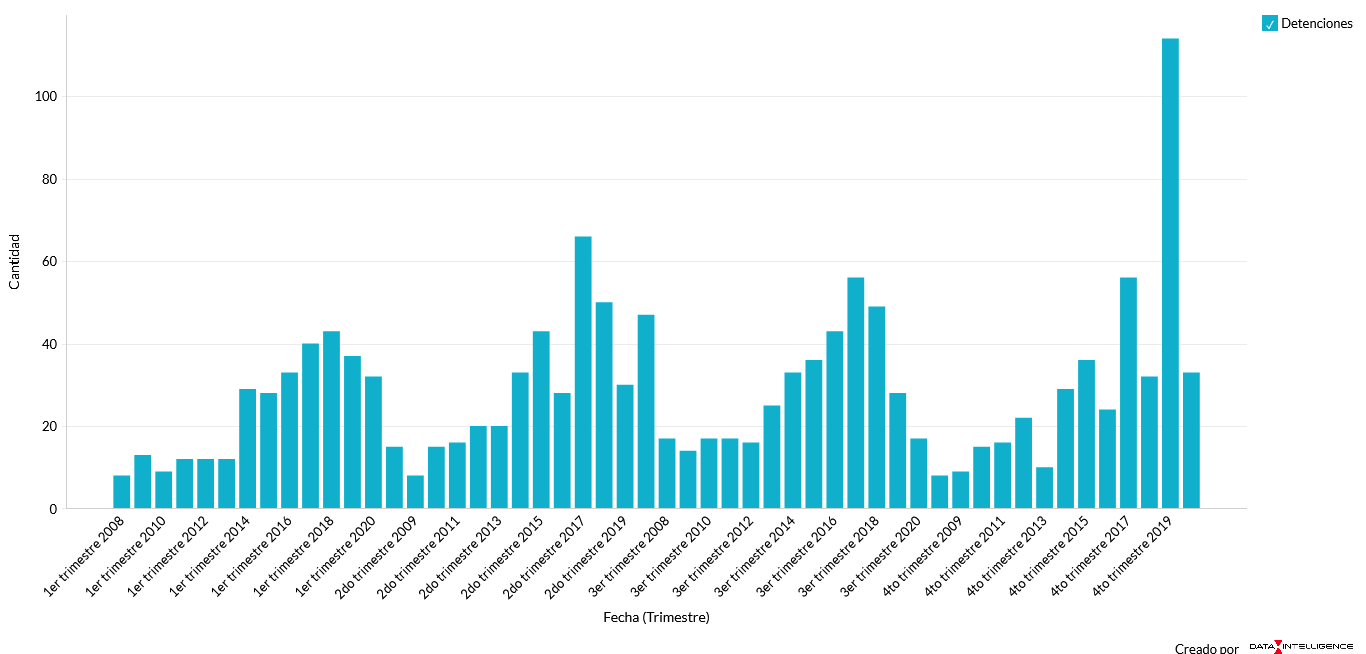 Detenciones
100
80
60
40
20
0
Cantidad
1er trimestre 2008
1er trimestre 2010
1er trimestre 2012
1er trimestre 2014
1er trimestre 2016
1er trimestre 2018
1er trimestre 2020
2do trimestre 2009
2do trimestre 2011
2do trimestre 2013
2do trimestre 2015
2do trimestre 2017
2do trimestre 2019
3er trimestre 2008
3er trimestre 2010
3er trimestre 2012
3er trimestre 2014
3er trimestre 2016
3er trimestre 2018
3er trimestre 2020
4to trimestre 2009
4to trimestre 2011
4to trimestre 2013
4to trimestre 2015
4to trimestre 2017
4to trimestre 2019
Fecha (Trimestre)
Creado por DATA INTELLIGENCE